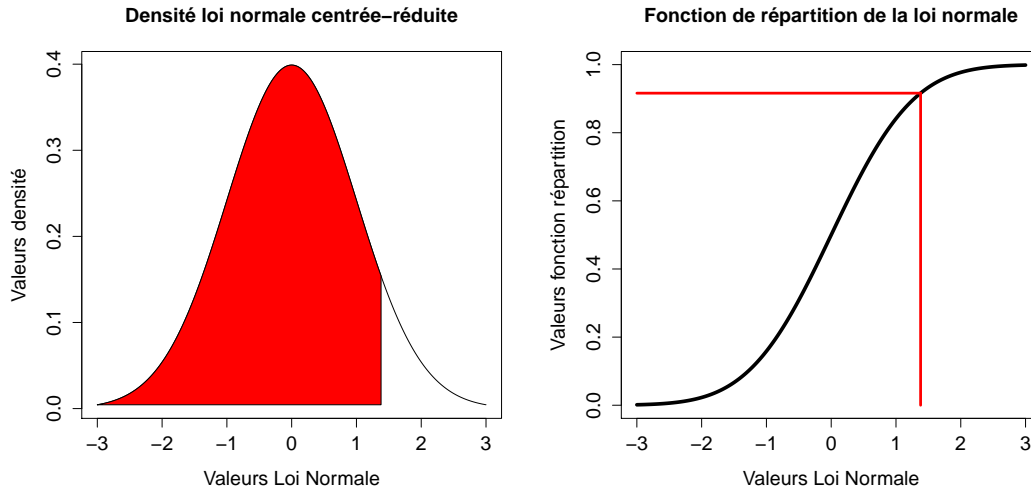 Densité loi normale centrée−réduite
Valeurs densité
0.4
0.3
0.2
0.1
0.0
−3 −2 −1 0 1 2 3
Valeurs Loi Normale
Fonction de répartition de la loi normale
Valeurs fonction répartition
1.0
0.8
0.6
0.4
0.2
0.0
−3 −2 −1 0 1 2 3
Valeurs Loi Normale